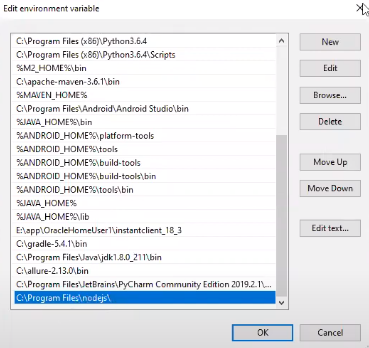 Edit environment variable
C:\Program Files (x86)\Python3.6.4
C:\Program Files (x86)\Python3.6.4\Scripts
%M2_HOME%\bin
C:\apache-maven-3.6.1\bin
%MAVEN_HOME%
C:\Program Files\Android\Android Studio\bin
%JAVA_HOME%\bin
%ANDROID_HOME%\platform-tools
%ANDROID_HOME%\tools
%ANDROID_HOME%\build-tools
%ANDROID_HOME%\build-tools\bin
%ANDROID_HOME%\tools\bin
%JAVA_HOME%
%JAVA_HOME%\lib
E:\app\OracleHomeUser1\instantclient_18_3
C:\gradle-5.4.1\bin
C:\Program Files\Java\jdk1.8.0_211\bin
C:\allure-2.13.0\bin
C:\Program Files\JetBrains\PyCharm Community Edition 2019.2.1\...
C:\Program Files\nodejs\
New
Edit
Browse...
Delete
Move Up
Move Down
Edit text...
OK
Cancel